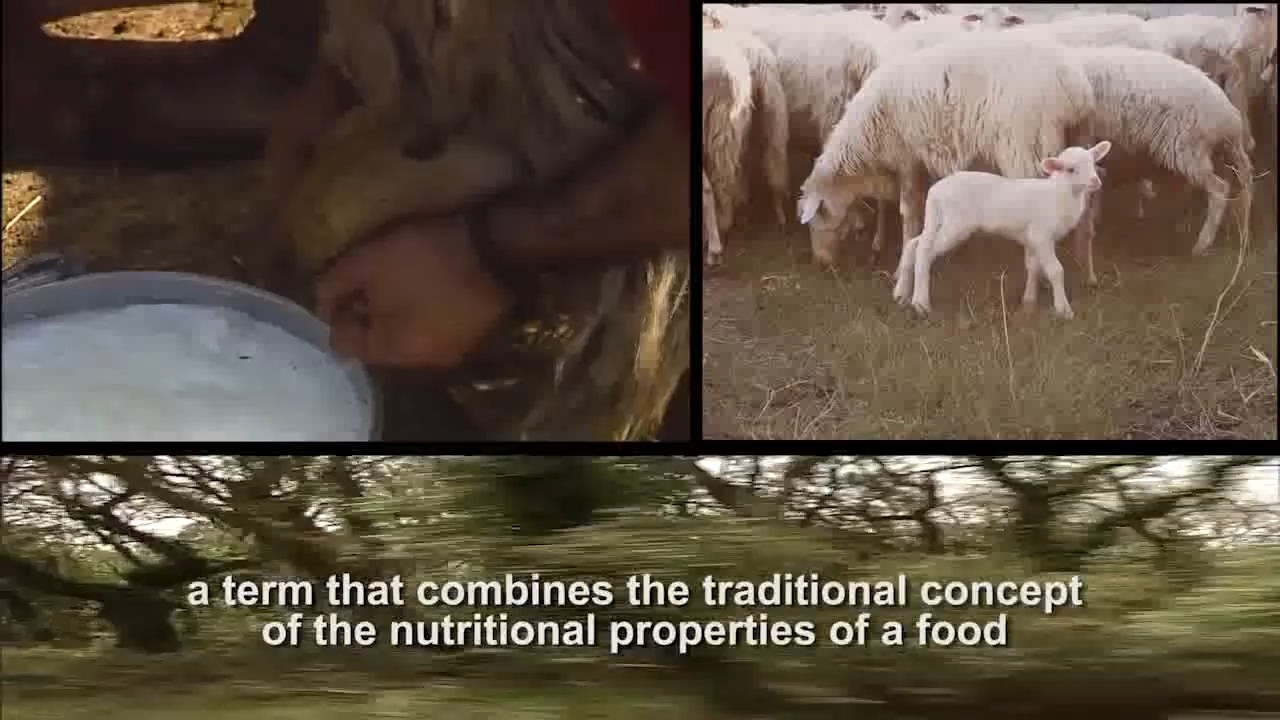 a term that combines the traditional concept
of the nutritional properties of a food